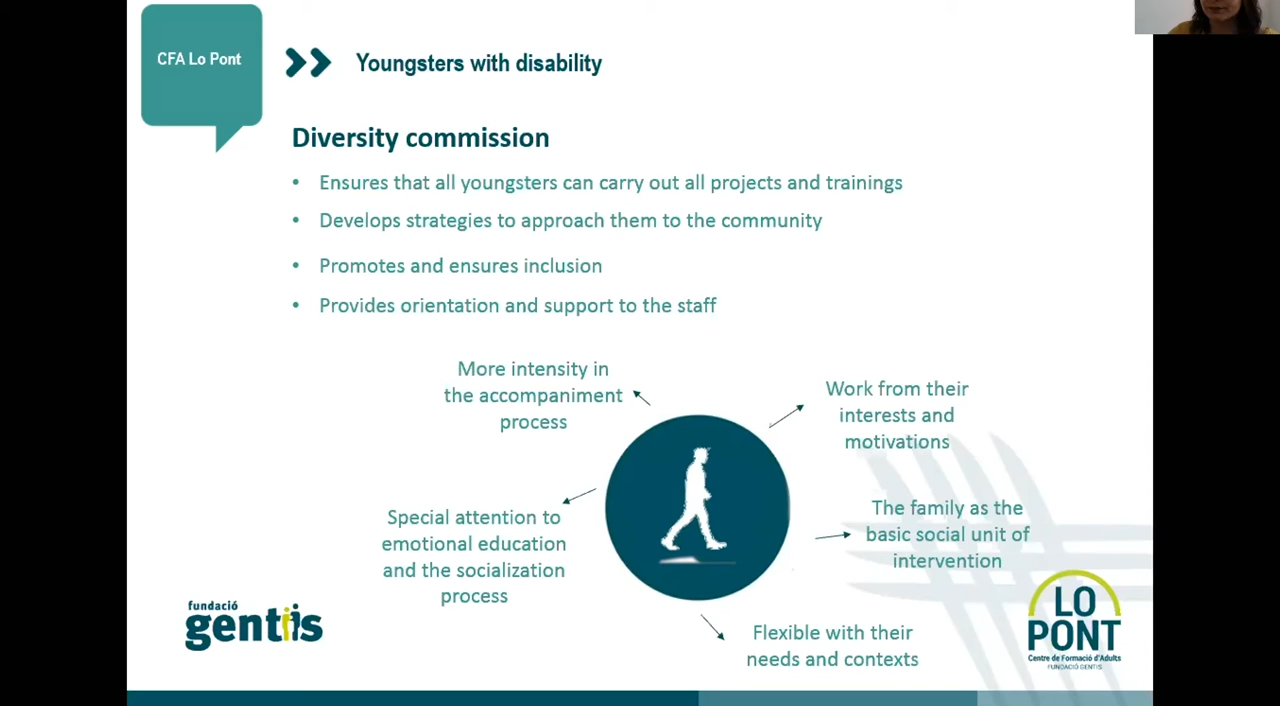 CFA Lo Pont
Youngsters with disability
Diversity commission
• Ensures that all youngsters can carry out all projects and trainings
• Develops strategies to approach them to the community
• Promotes and ensures inclusion
• Provides orientation and support to the staff
More intensity in
the accompaniment
process
Work from their
interests and
motivations
Special attention to
emotional education
and the socialization
process
The family as the
basic social unit of
intervention
Flexible with their
needs and contexts
fundació
gentis
LO
PONT
Centre de Formació d'Adults
FUNDACIÓ GENTIS